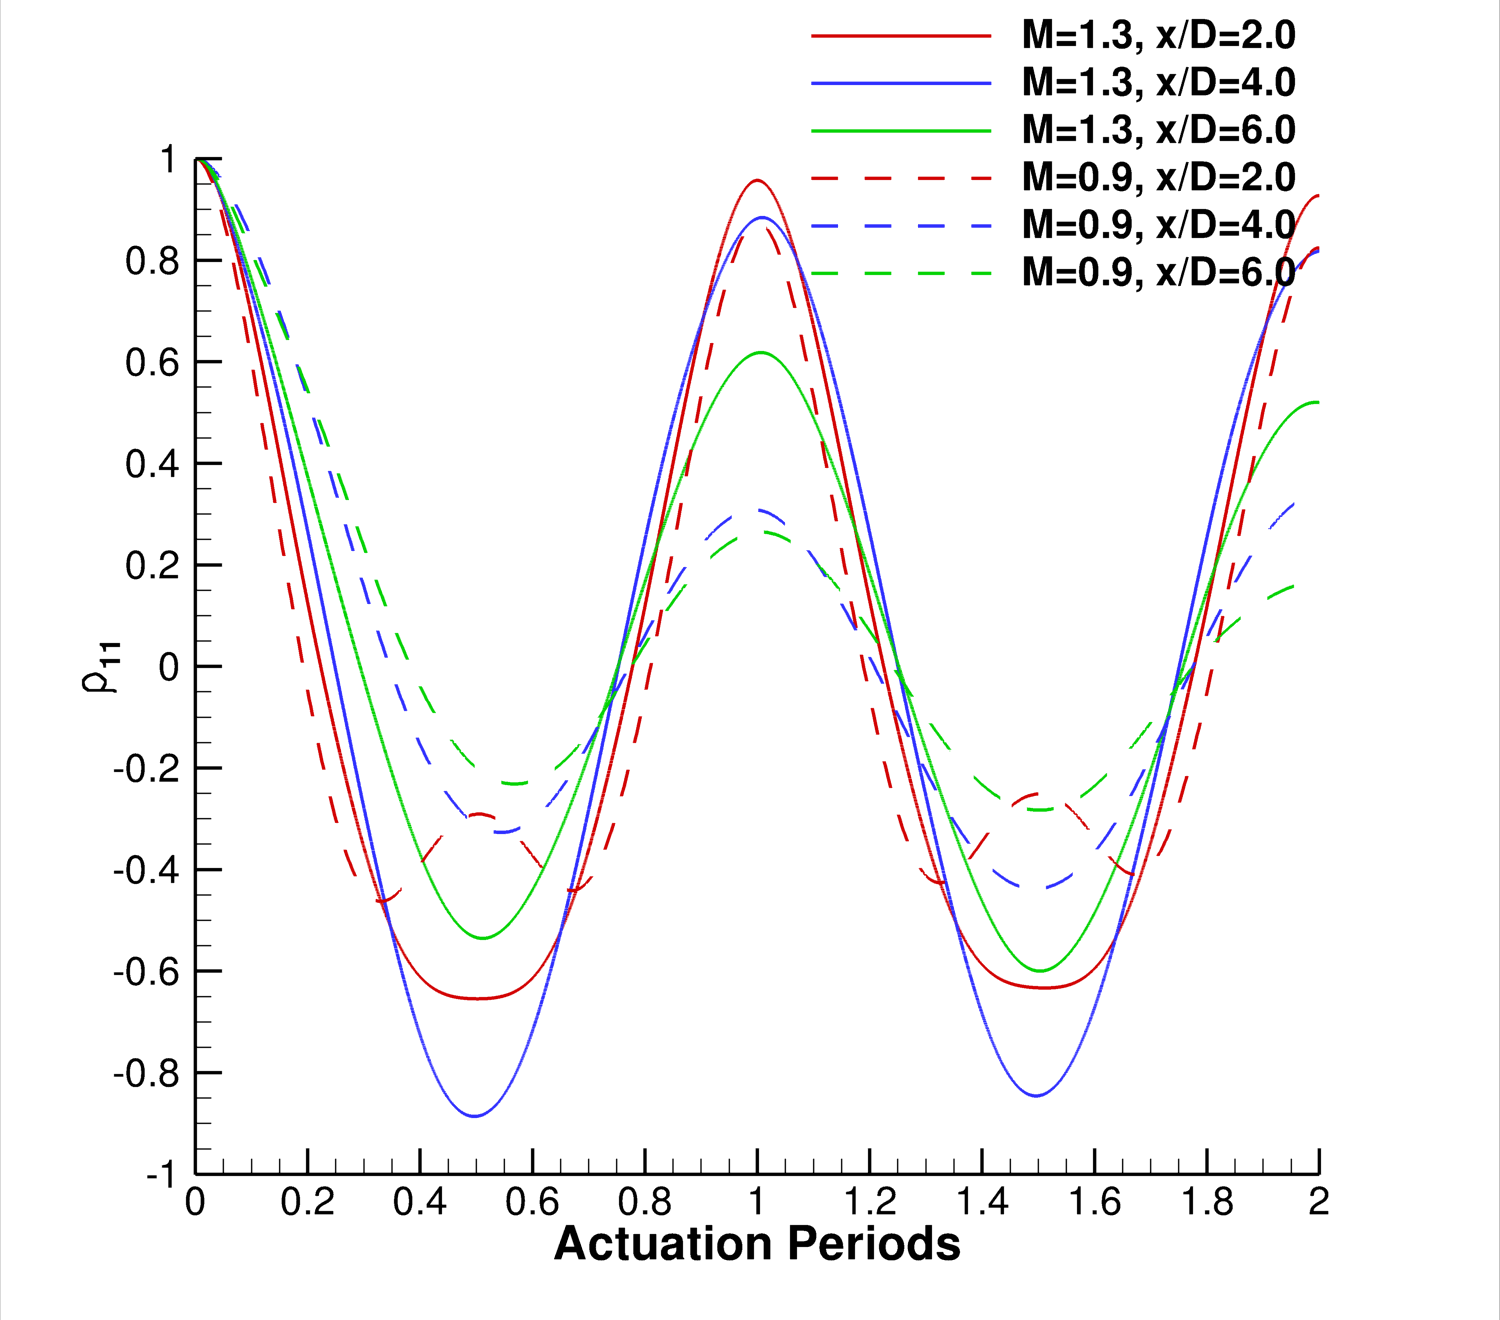 M=1.3, x/D=2.0
M=1.3, x/D=4.0
M=1.3, x/D=6.0
M=0.9, x/D=2.0
M=0.9, x/D=4.0
M=0.9, x/D=6.0
1
0.8
0.6
0.4
0.2
0
-0.2
-0.4
-0.6
-0.8
-1
ρ11
0 0.2 0.4 0.6 0.8 1 1.2 1.4 1.6 1.8 2
Actuation Periods